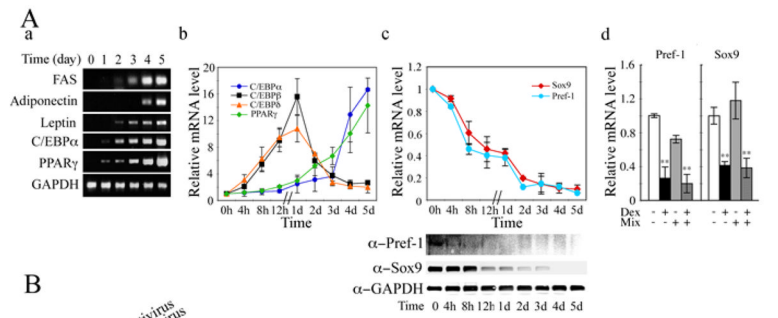 A
a
Time (day) 0 1 2 3 4 5
FAS
Adiponectin
Leptin
C/EBPα
PPARγ
GAPDH
b
Relative mRNA level
20
16
12
8
4
0
C/EBPα
C/EBPβ
C/EBPδ
PPARγ
0h 4h 8h 12h 1d 2d 3d 4d 5d
Time
c
Relative mRNA level
1.2
1
0.8
0.6
0.4
0.2
0
Sox9
Pref-1
0h 4h 8h 12h 1d 2d 3d 4d 5d
Time
α-Pref-1
α-Sox9
α-GAPDH
Time 0 4h 8h 12h 1d 2d 3d 4d 5d
d
Pref-1 Sox9
Relative mRNA level
1.6
1.2
0.8
0.4
0
** ** ** **
Dex - + - + - + - +
Mix - - + + - - + +
B